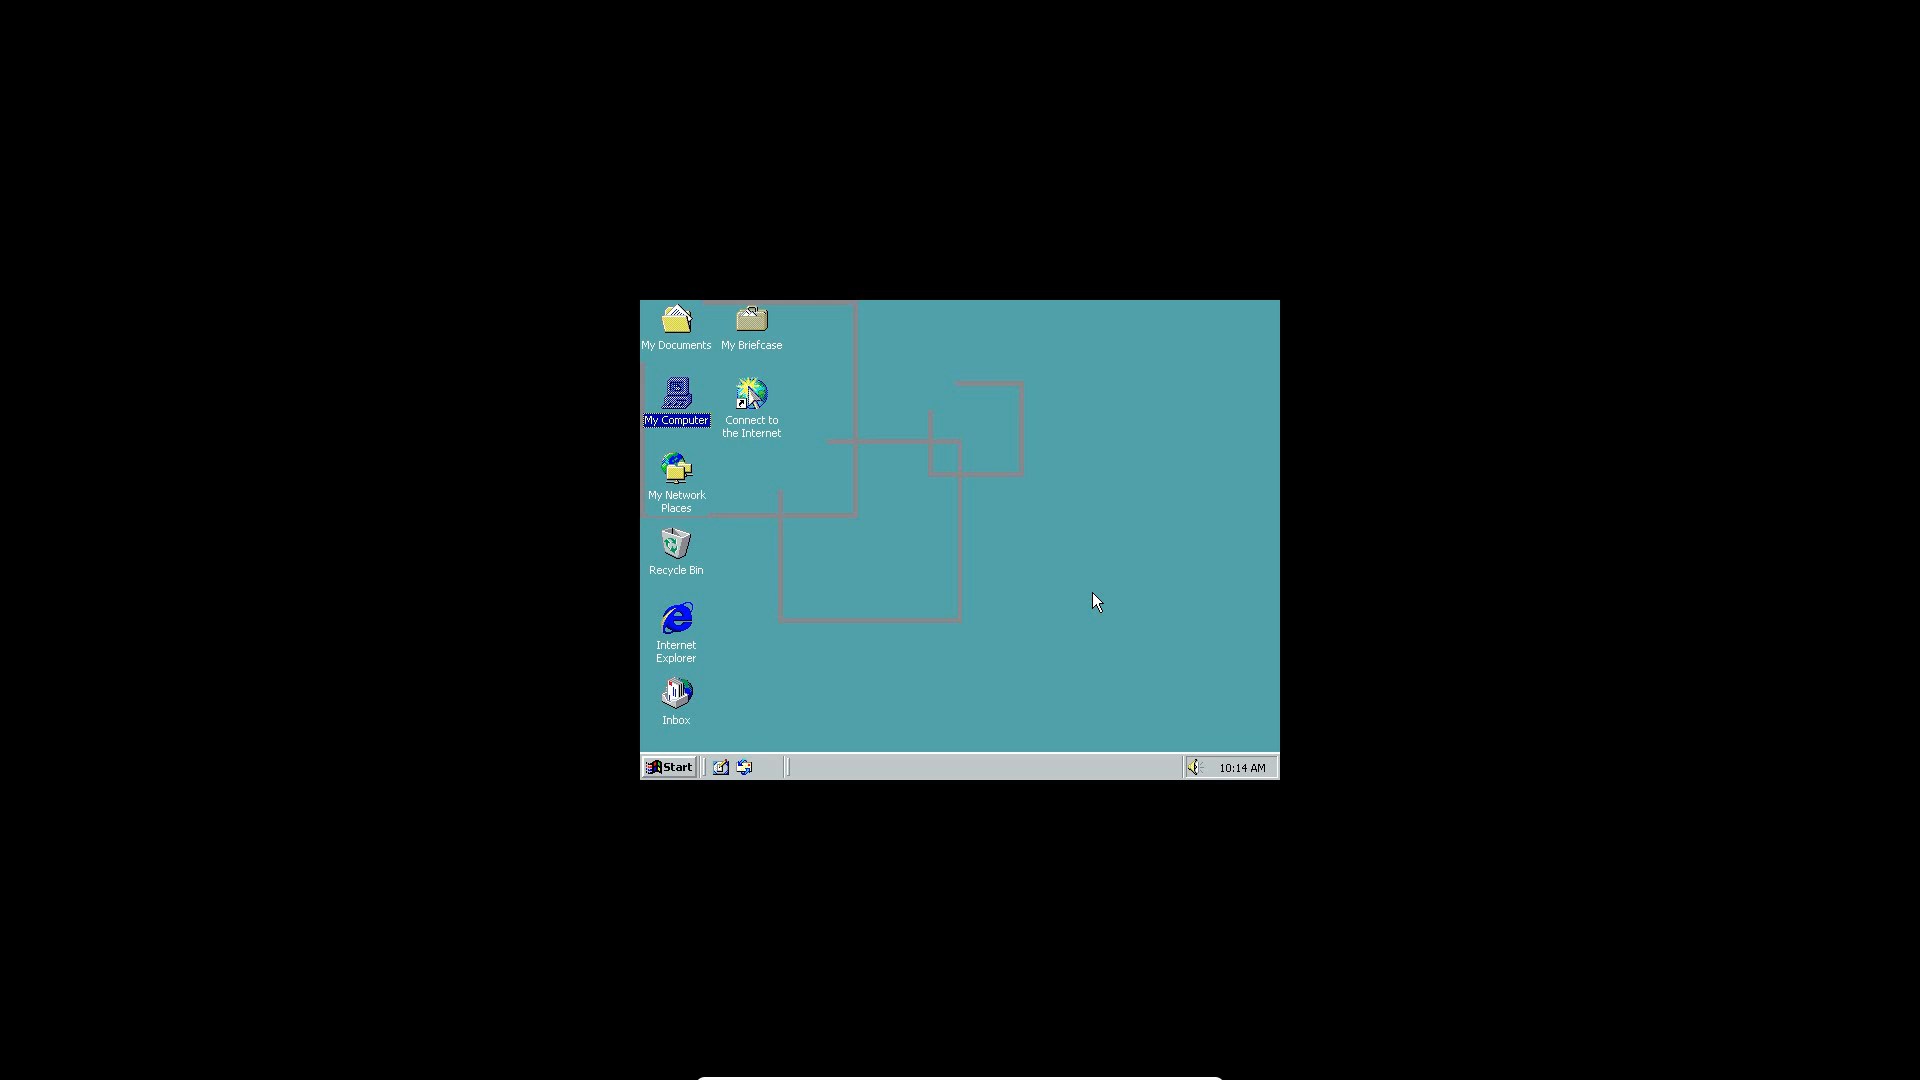 My Documents
My Briefcase
My Computer
Connect to
the Internet
My Network
Places
Recycle Bin
Internet
Explorer
Inbox
Start
10:14 AM